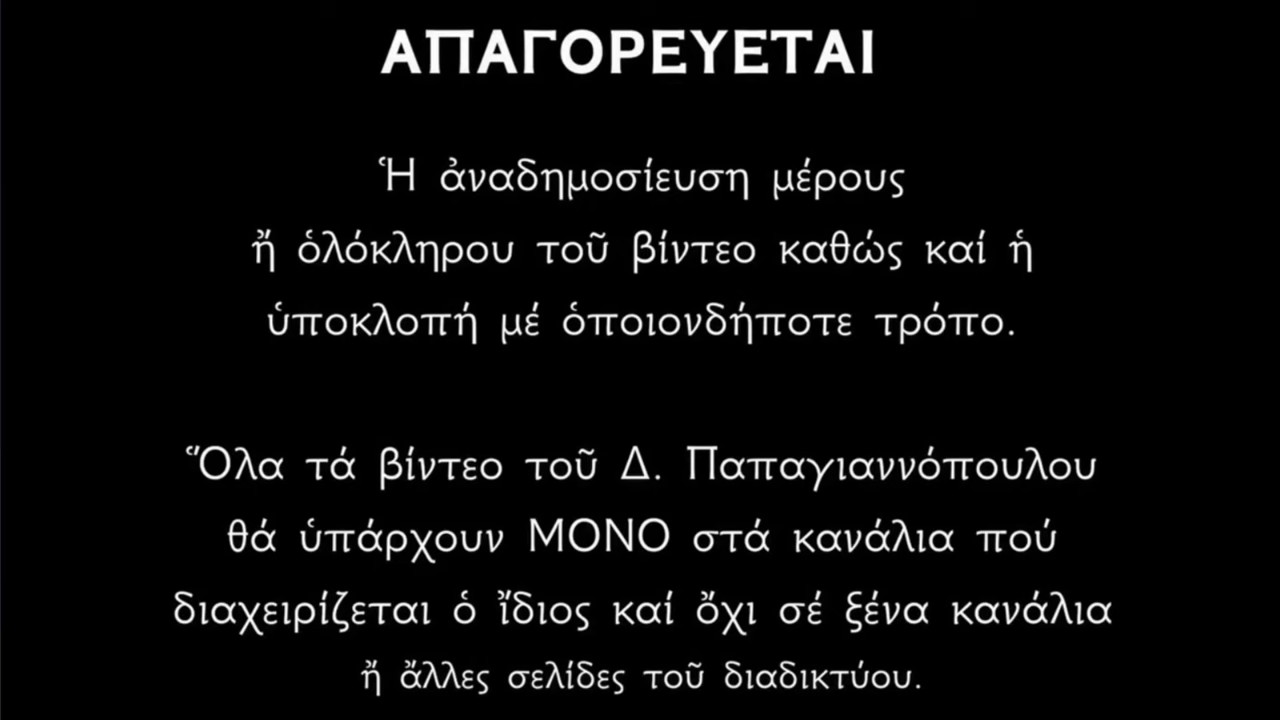 ΑΠΑΓΟΡΕΥΕΤΑΙ
Ἡ ἀναδημοσίευση μέρους
ἤ ὁλόκληρου τοῦ βίντεο καθώς καί ἡ
ὑποκλοπή μέ ὁποιονδήποτε τρόπο.
Ὅλα τά βίντεο τοῦ Δ. Παπαγιαννόπουλου
θά ὑπάρχουν ΜΟΝΟ στά κανάλια πού
διαχειρίζεται ὁ ἴδιος καί ὄχι σέ ξένα κανάλια
ἤ ἄλλες σελίδες τοῦ διαδικτύου.